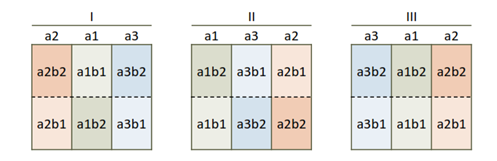 I II III
a2 a1 a3 a1 a3 a2 a3 a1 a2
a2b2 a1b1 a3b2 a1b2 a3b1 a2b1 a3b2 a1b2 a2b2
a2b1 a1b2 a3b1 a1b1 a3b2 a2b2 a3b1 a1b1 a2b1